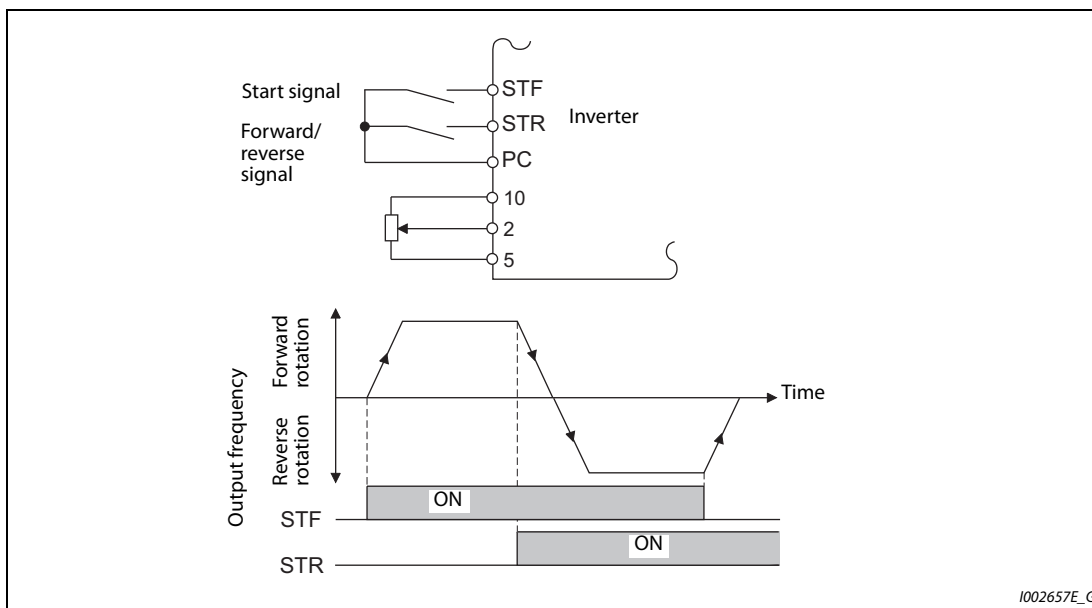 Start signal
STF
Forward/
reverse
signal
STR
Inverter
PC
10
2
5
Output frequency
Forward
rotation
Reverse
rotation
Time
ON
STF
ON
STR
I002657E_G